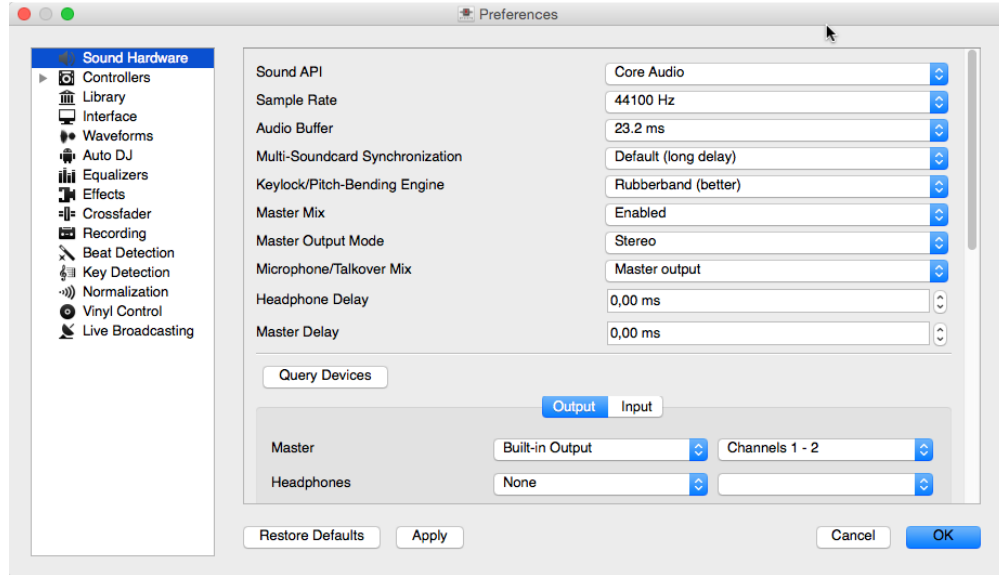 Preferences
Sound Hardware
Controllers
Library
Interface
Waveforms
Auto DJ
Equalizers
Effects
Crossfader
Recording
Beat Detection
Key Detection
Normalization
Vinyl Control
Live Broadcasting
Sound API Core Audio
Sample Rate 44100 Hz
Audio Buffer 23.2 ms
Multi-Soundcard Synchronization Default (long delay)
Keylock/Pitch-Bending Engine Rubberband (better)
Master Mix Enabled
Master Output Mode Stereo
Microphone/Talkover Mix Master output
Headphone Delay 0,00 ms
Master Delay 0,00 ms
Query Devices
Output Input
Master Built-in Output Channels 1 - 2
Headphones None
Restore Defaults Apply Cancel OK